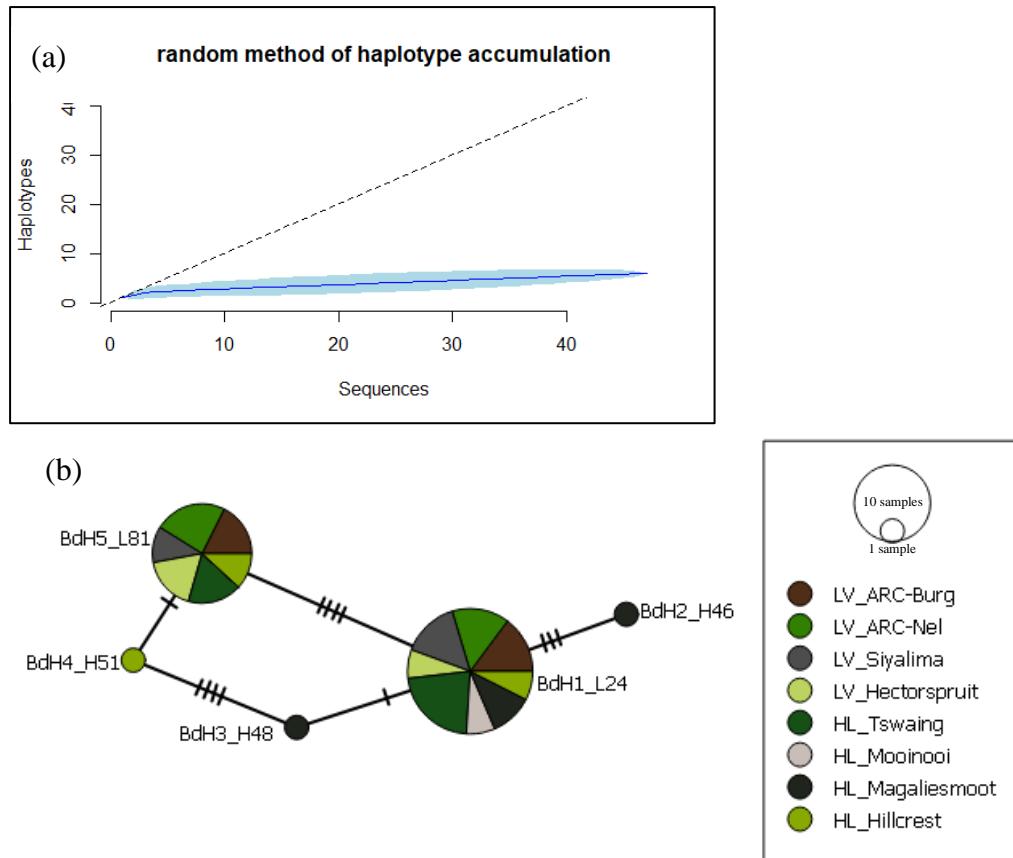 (a)
random method of haplotype accumulation
4
30
20
10
0
Haplotypes
0 10 20 30 40
Sequences
(b)
BdH5_L81
BdH2_H46
BdH4_H51
BdH1_L24
BdH3_H48
10 samples
1 sample
LV_ARC-Burg
LV_ARC-Nel
LV_Siyalima
LV_Hectorspruit
HL_Tswaing
HL_Mooinooi
HL_Magaliesmoot
HL_Hillcrest